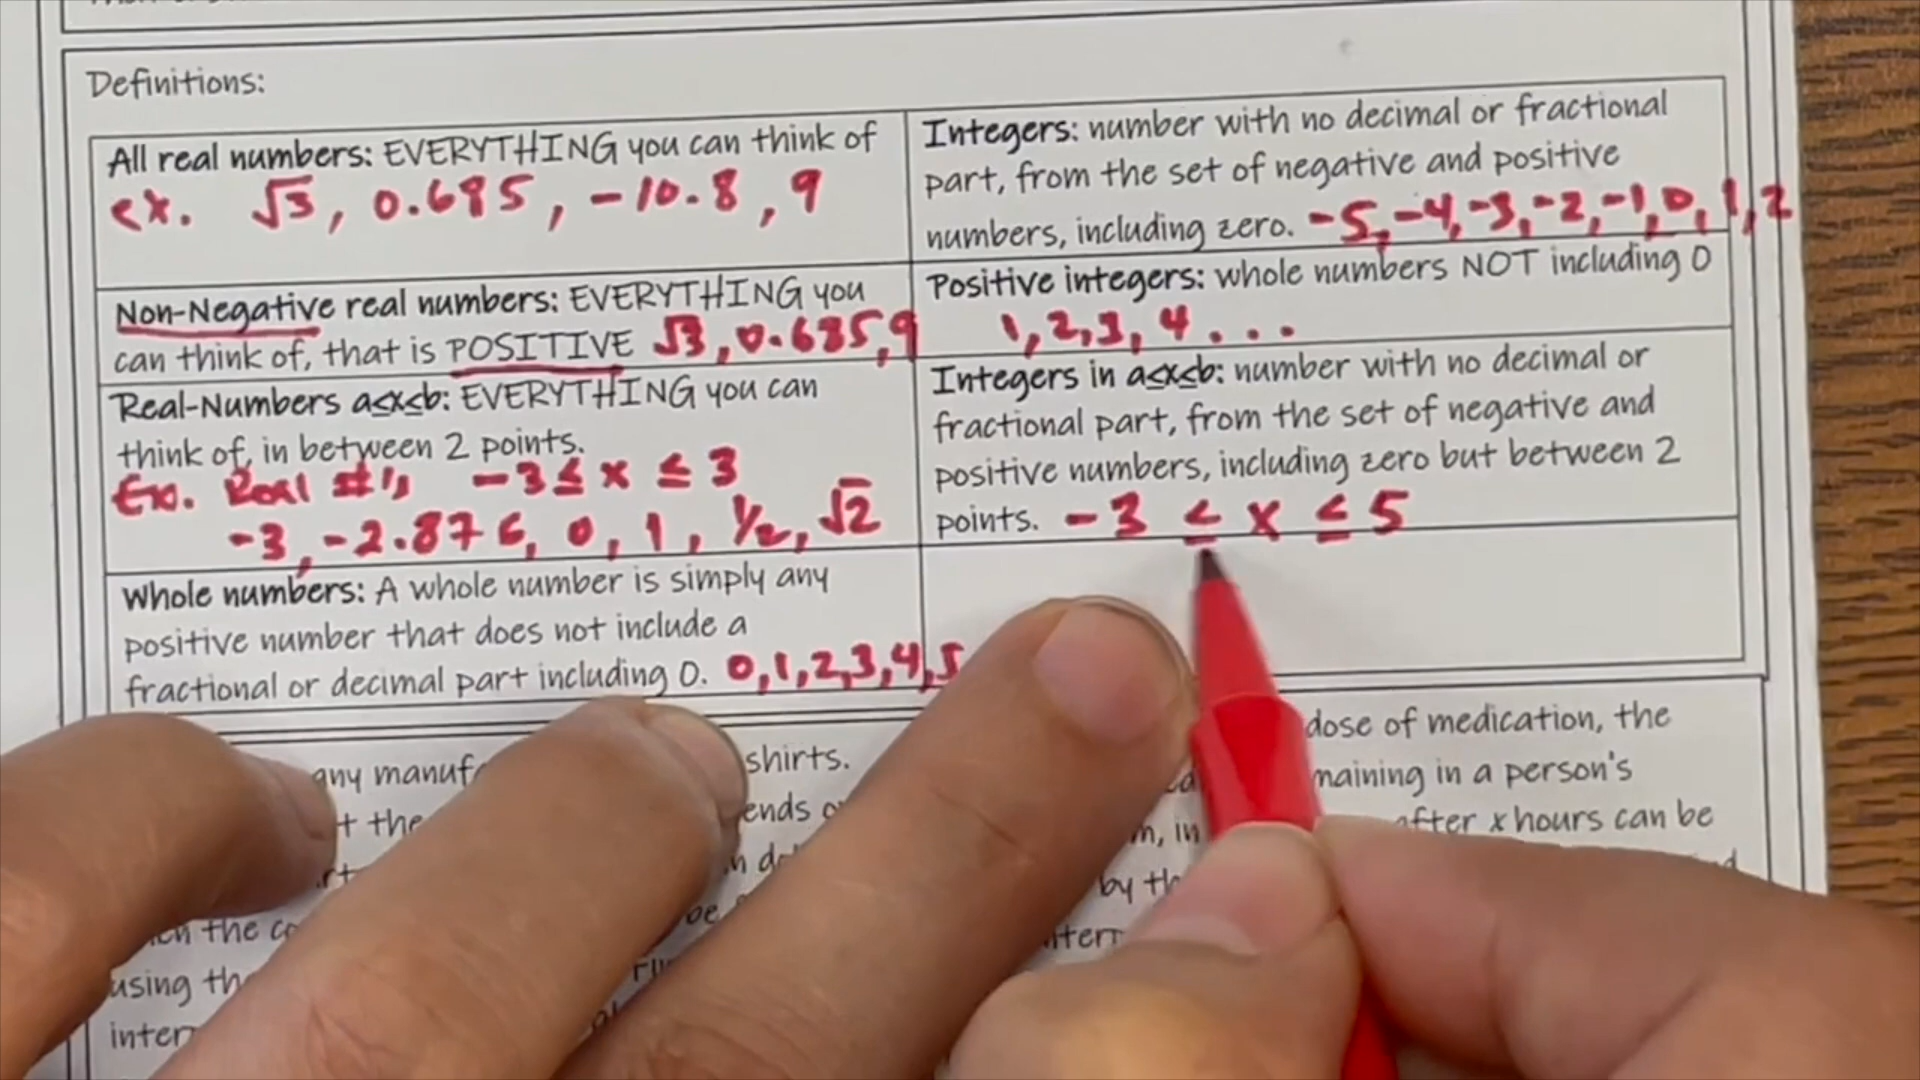 Definitions:
All real numbers: EVERYTHING you can think of
ex. √3, 0.685, -10.8, 9
Integers: number with no decimal or fractional
part, from the set of negative and positive
numbers, including zero. -5, -4, -3, -2, -1, 0, 1, 2
Non-Negative real numbers: EVERYTHING you
can think of, that is POSITIVE √3, 0.685, 9
Positive integers: whole numbers NOT including 0
1, 2, 3, 4 ...
Real-Numbers a≤x≤b: EVERYTHING you can
think of, in between 2 points.
Ex. Real #'s -3 ≤ x ≤ 3
-3, -2.876, 0, 1, 1/2, √2
Integers in a≤x≤b: number with no decimal or
fractional part, from the set of negative and
positive numbers, including zero but between 2
points. -3 ≤ x ≤ 5
Whole numbers: A whole number is simply any
positive number that does not include a
fractional or decimal part including 0. 0, 1, 2, 3, 4, 5
any shirts.
the ends
the
be
using
dose of medication, the
in a person's
x hours can be
by